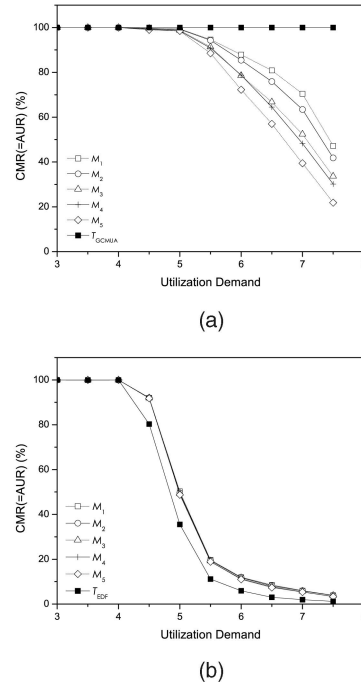 CMR(=AUR) (%)
100
80
60
40
20
0
M1
M2
M3
M4
M5
TGCMUA
3 4 5 6 7
Utilization Demand
(a)
CMR(=AUR) (%)
100
80
60
40
20
0
M1
M2
M3
M4
M5
TEDF
3 4 5 6 7
Utilization Demand
(b)